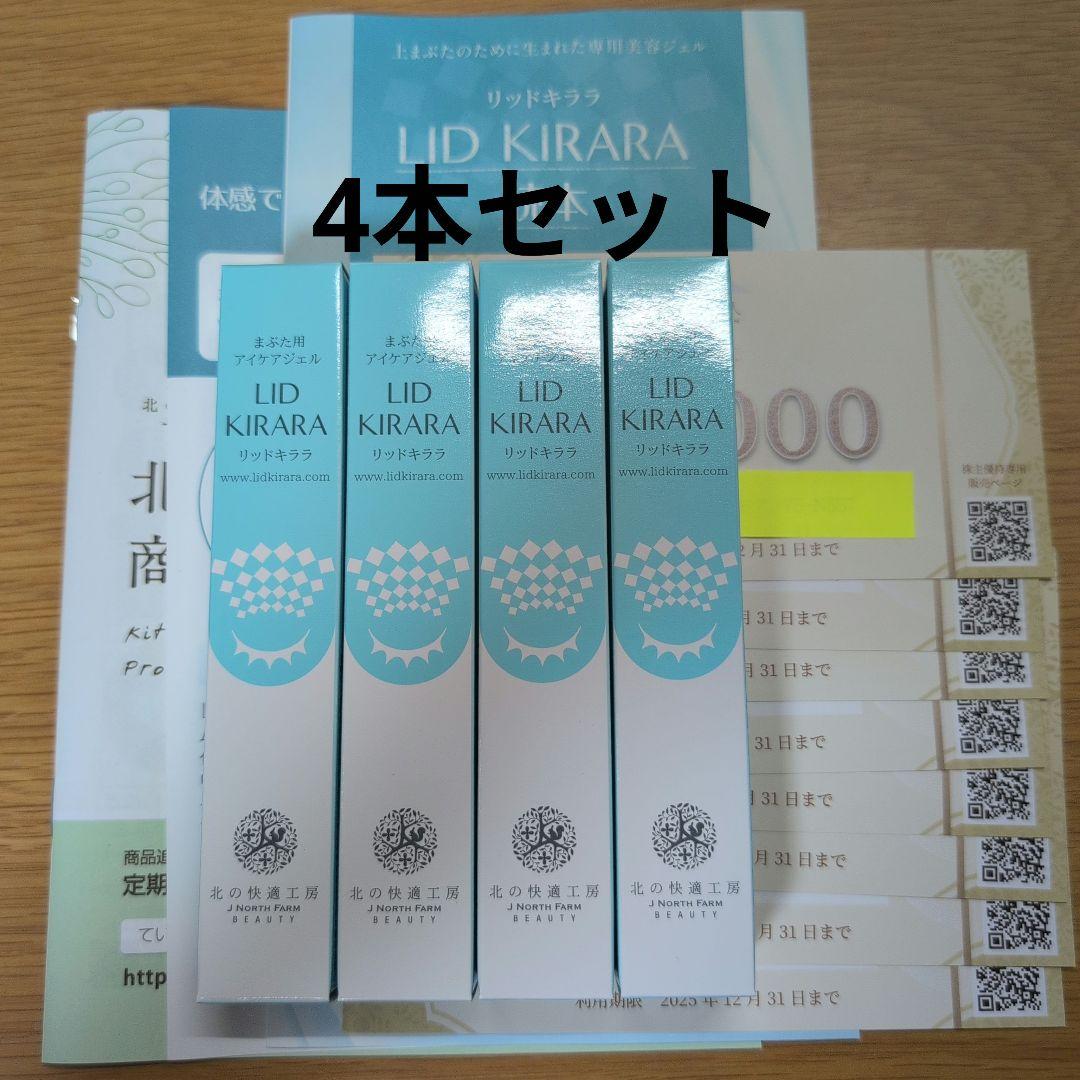 上まぶたのために生まれた専用美容ジェル
リッドキララ
LID KIRARA
4本セット
体感で
まぶた用
アイケアジェル
LID
KIRARA
リッドキララ
www.lidkirara.com
北の快適工房
J NORTH FARM
BEAUTY
まぶた
アイケアジェル
LID
KIRARA
リッドキララ
www.lidkirara.com
北の快適工房
J NORTH FARM
BEAUTY
LID
KIRARA
リッドキララ
www.lidkirara.com
北の快適工房
J NORTH FARM
BEAUTY
LID
KIRARA
リッドキララ
www.lidkirara.com
北の快適工房
J NORTH FARM
BEAUTY
000
株主優待専用
販売ページ
2月31日まで
月31日まで
月31日まで
31日まで
月31日まで
月31日まで
月31日まで
利用期限 2025年12月31日まで
北
北
商
Kit
Pro
商品追
定期
てい
http